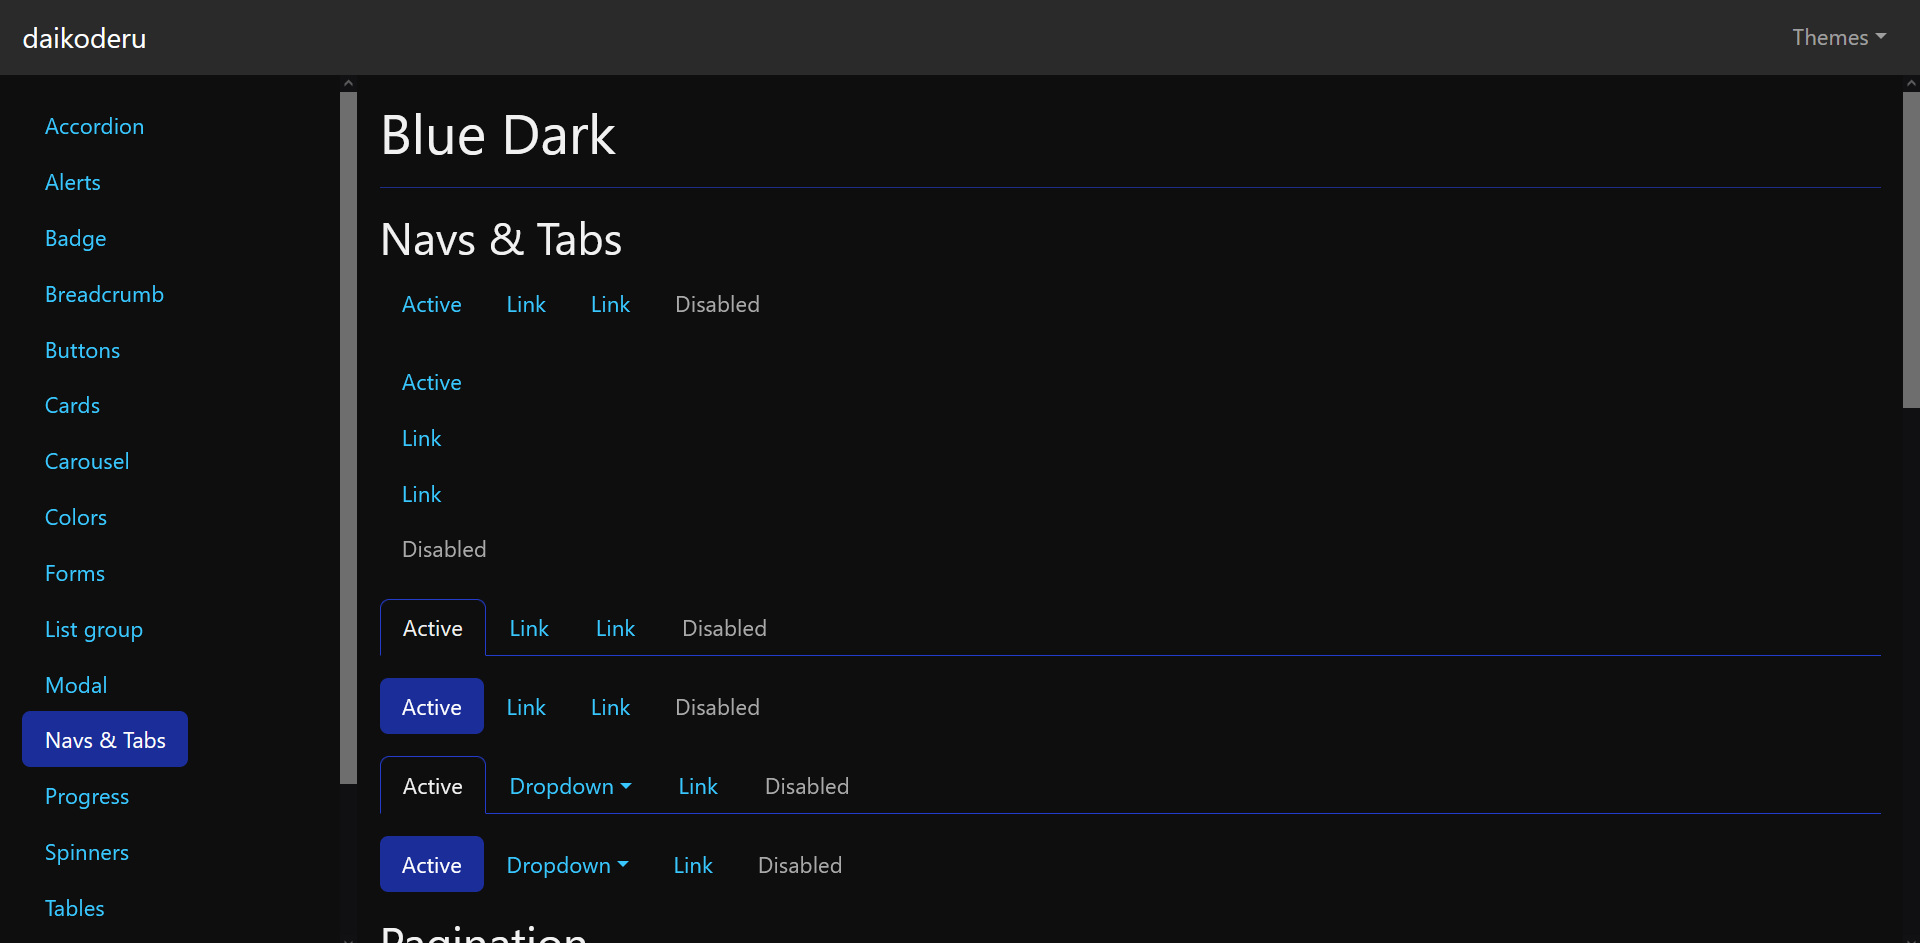 daikoderu
Themes
Accordion
Alerts
Badge
Breadcrumb
Buttons
Cards
Carousel
Colors
Forms
List group
Modal
Navs & Tabs
Progress
Spinners
Tables
Blue Dark
Navs & Tabs
Active Link Link Disabled
Active
Link
Link
Disabled
Active Link Link Disabled
Active Link Link Disabled
Active Dropdown Link Disabled
Active Dropdown Link Disabled
Pagination